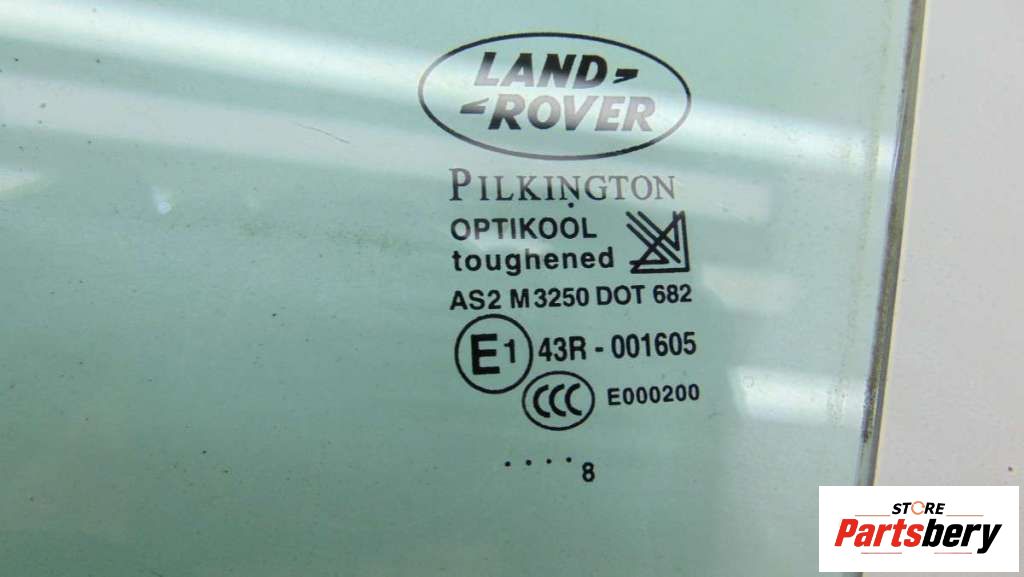 LAND
ROVER
PILKINGTON
OPTIKOOL
toughened
AS2 M3250 DOT 682
E1 43R - 001605
CCC E000200
.... 8
STORE
Partsbery